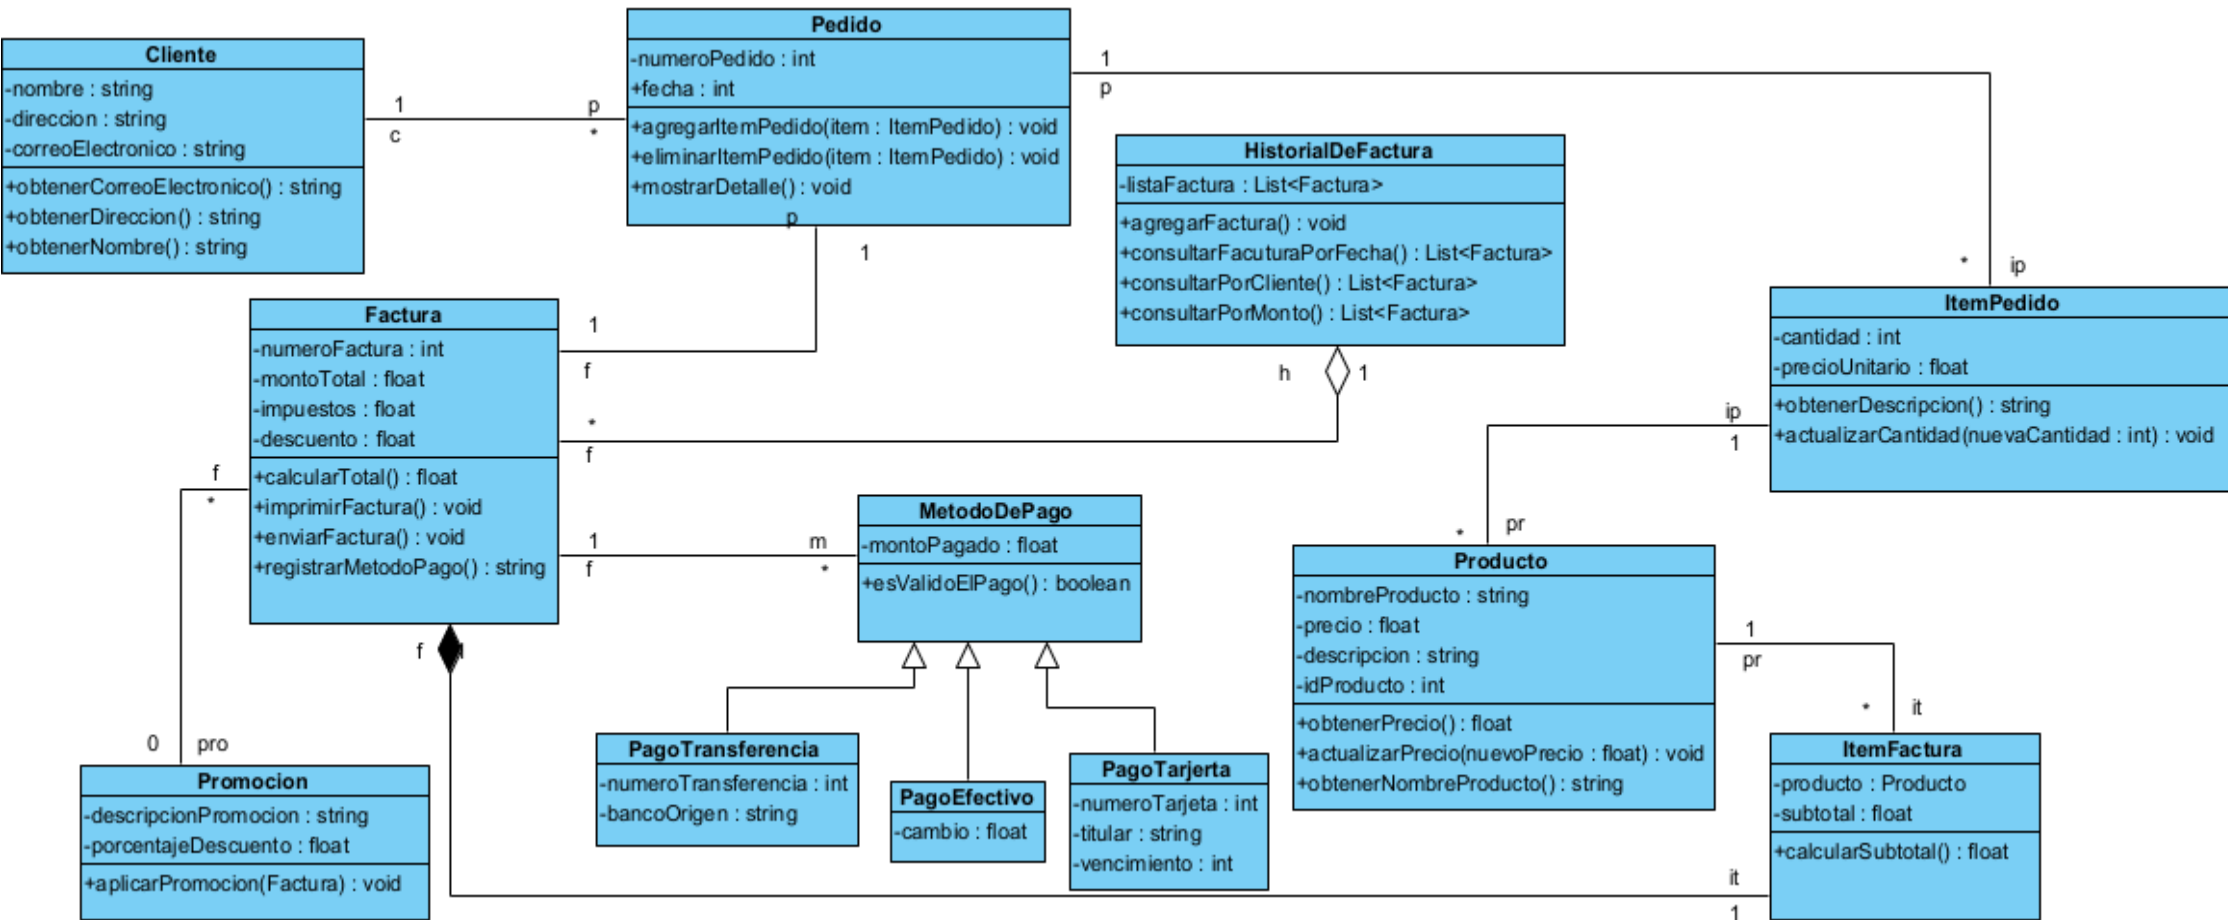 Cliente
-nombre : string
-direccion : string
-correoElectronico : string
+obtenerCorreoElectronico() : string
+obtenerDireccion() : string
+obtenerNombre() : string
1
c
p
*
Pedido
-numeroPedido : int
+fecha : int
+agregarItemPedido(item : ItemPedido) : void
+eliminarItemPedido(item : ItemPedido) : void
+mostrarDetalle() : void
p
1
1
p
*
ip
HistorialDeFactura
-listaFactura : List<Factura>
+agregarFactura() : void
+consultarFacuturaPorFecha() : List<Factura>
+consultarPorCliente() : List<Factura>
+consultarPorMonto() : List<Factura>
h
1
ItemPedido
-cantidad : int
-precioUnitario : float
+obtenerDescripcion() : string
+actualizarCantidad(nuevaCantidad : int) : void
ip
1
*
pr
Factura
-numeroFactura : int
-montoTotal : float
-impuestos : float
-descuento : float
+calcularTotal() : float
+imprimirFactura() : void
+enviarFactura() : void
+registrarMetodoPago() : string
1
f
*
f
f
*
1
f
m
*
f
MetodoDePago
-montoPagado : float
+esValidoElPago() : boolean
Producto
-nombreProducto : string
-precio : float
-descripcion : string
-idProducto : int
+obtenerPrecio() : float
+actualizarPrecio(nuevoPrecio : float) : void
+obtenerNombreProducto() : string
1
pr
*
it
0
pro
Promocion
-descripcionPromocion : string
-porcentajeDescuento : float
+aplicarPromocion(Factura) : void
PagoTransferencia
-numeroTransferencia : int
-bancoOrigen : string
PagoEfectivo
-cambio : float
PagoTarjerta
-numeroTarjeta : int
-titular : string
-vencimiento : int
ItemFactura
-producto : Producto
-subtotal : float
+calcularSubtotal() : float
it
1